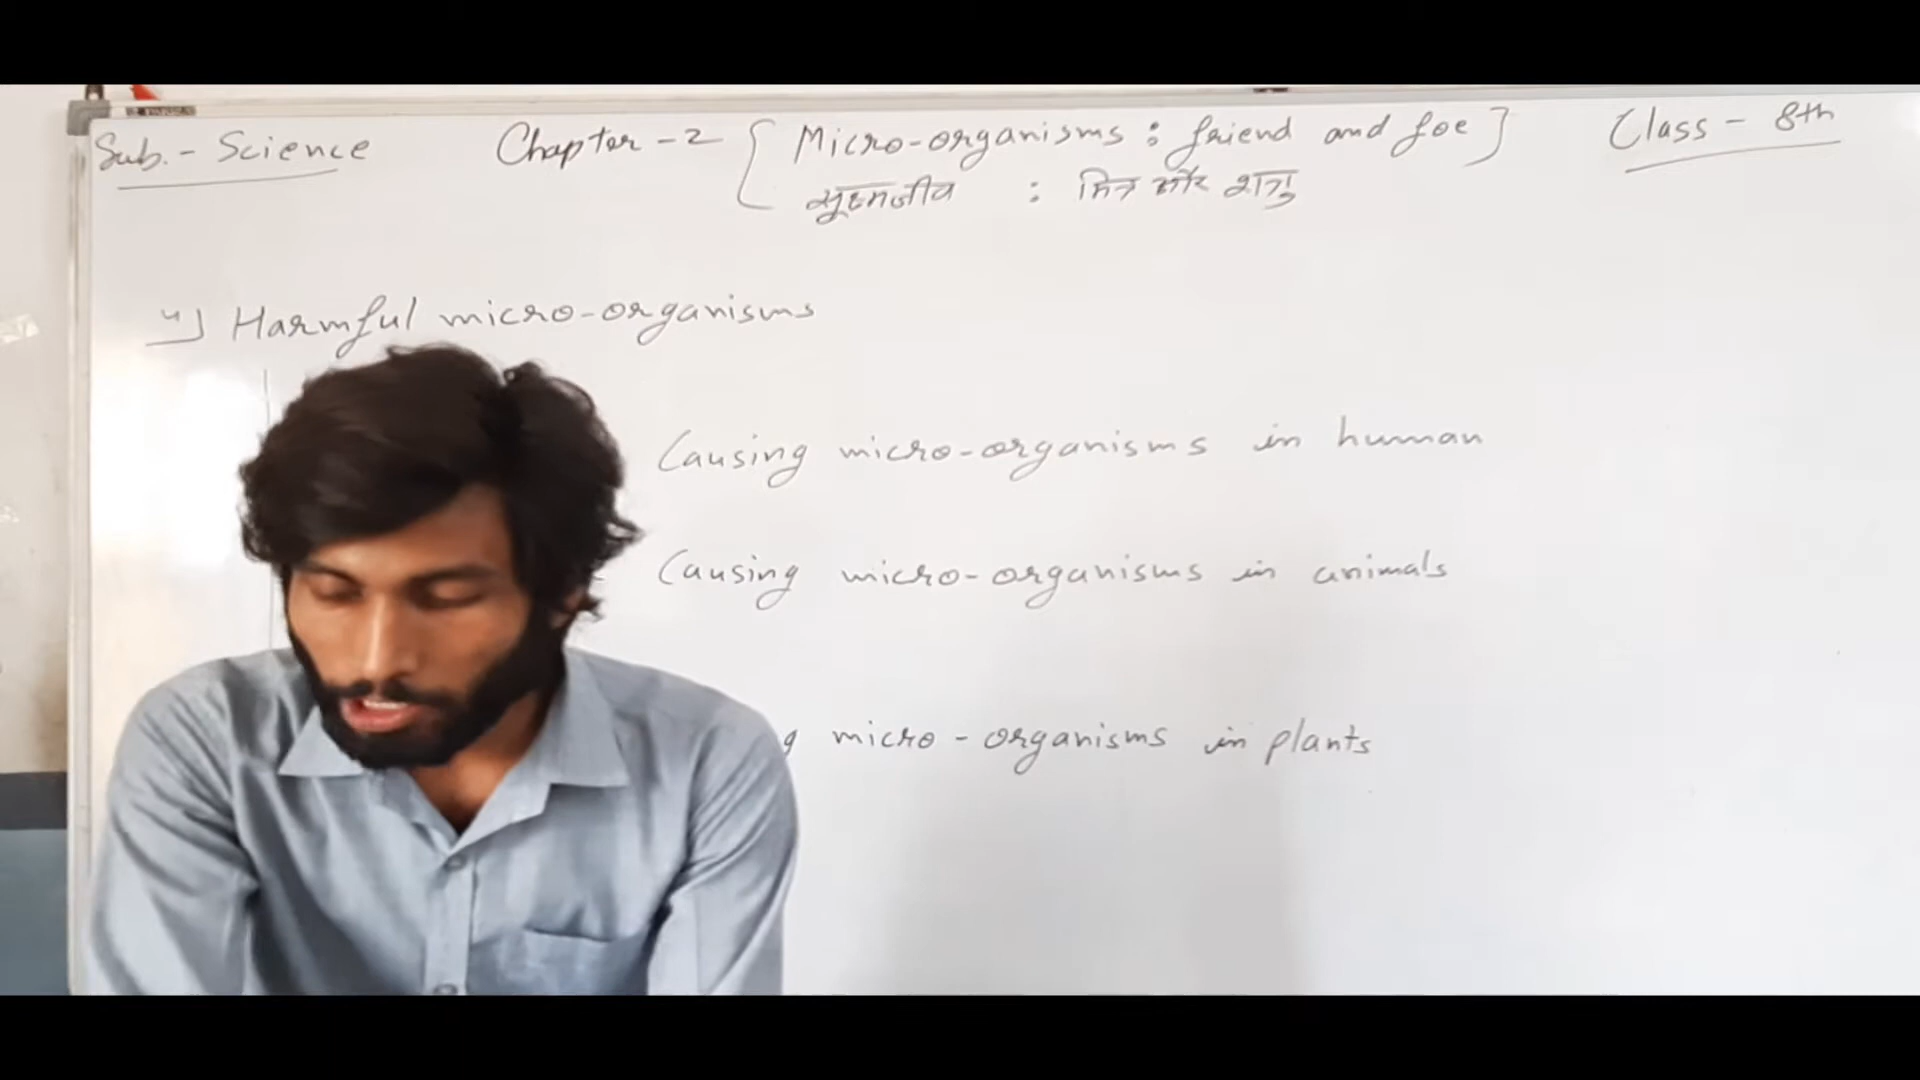 Sub. - Science Chapter - 2 { Micro-organisms : friend and foe } Class - 8th
सूक्ष्मजीव : मित्र और शत्रु
4) Harmful micro-organisms
Causing micro-organisms in human
Causing micro-organisms in animals
g micro-organisms in plants